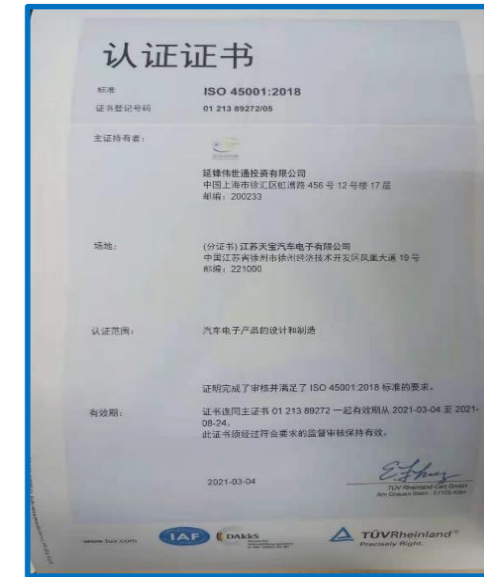 认证证书
标准 ISO 45001:2018
证书登记号码 01 213 89272/05
主证持有者:
延锋伟世通投资有限公司
中国上海市徐汇区虹漕路 456 号 12 号楼 17 层
邮编：200233
场地: (分证书) 江苏天宝汽车电子有限公司
中国江苏省徐州市徐州经济技术开发区凤凰大道 19 号
邮编：221000
认证范围: 汽车电子产品的设计和制造
证明完成了审核并满足了 ISO 45001:2018 标准的要求。
有效期: 证书连同主证书 01 213 89272 一起有效期从 2021-03-04 至 2021-
08-24.
此证书须经过符合要求的监督审核保持有效。
2021-03-04
TÜV Rheinland Cert GmbH
Am Grauen Stein · 51105 Köln
www.tuv.com
IAF
DAkkS
TÜVRheinland
Precisely Right.